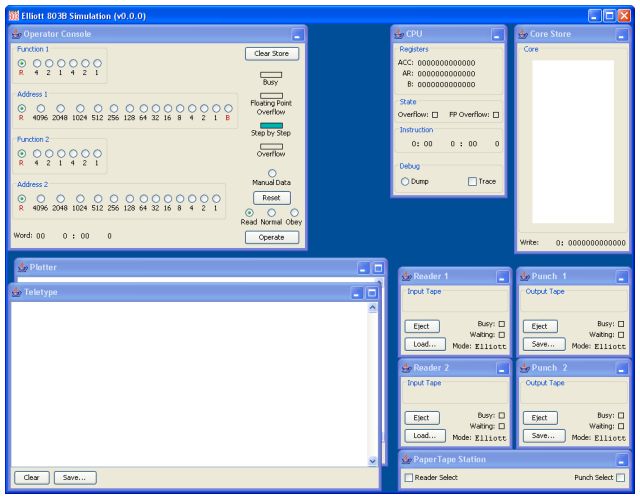 Elliott 803B Simulation (v0.0.0)
Operator Console
Function 1
R 4 2 1 4 2 1
Clear Store
Busy
Address 1
Floating Point
Overflow
R 4096 2048 1024 512 256 128 64 32 16 8 4 2 1 B
Step by Step
Function 2
Overflow
R 4 2 1 4 2 1
Manual Data
Address 2
Reset
R 4096 2048 1024 512 256 128 64 32 16 8 4 2 1
Read Normal Obey
Word: 00 0 : 00 0
Operate
CPU
Registers
ACC: 0000000000000
AR: 0000000000000
B: 0000000000000
State
Overflow: FP Overflow:
Instruction
0: 00 0 : 00 0
Debug
Dump Trace
Core Store
Core
Write: 0: 0000000000000
Plotter
Teletype
Clear Save...
Reader 1
Input Tape
Eject Busy:
Waiting:
Load... Mode: Elliott
Punch 1
Output Tape
Eject Busy:
Waiting:
Save... Mode: Elliott
Reader 2
Input Tape
Eject Busy:
Waiting:
Load... Mode: Elliott
Punch 2
Output Tape
Eject Busy:
Waiting:
Save... Mode: Elliott
PaperTape Station
Reader Select Punch Select